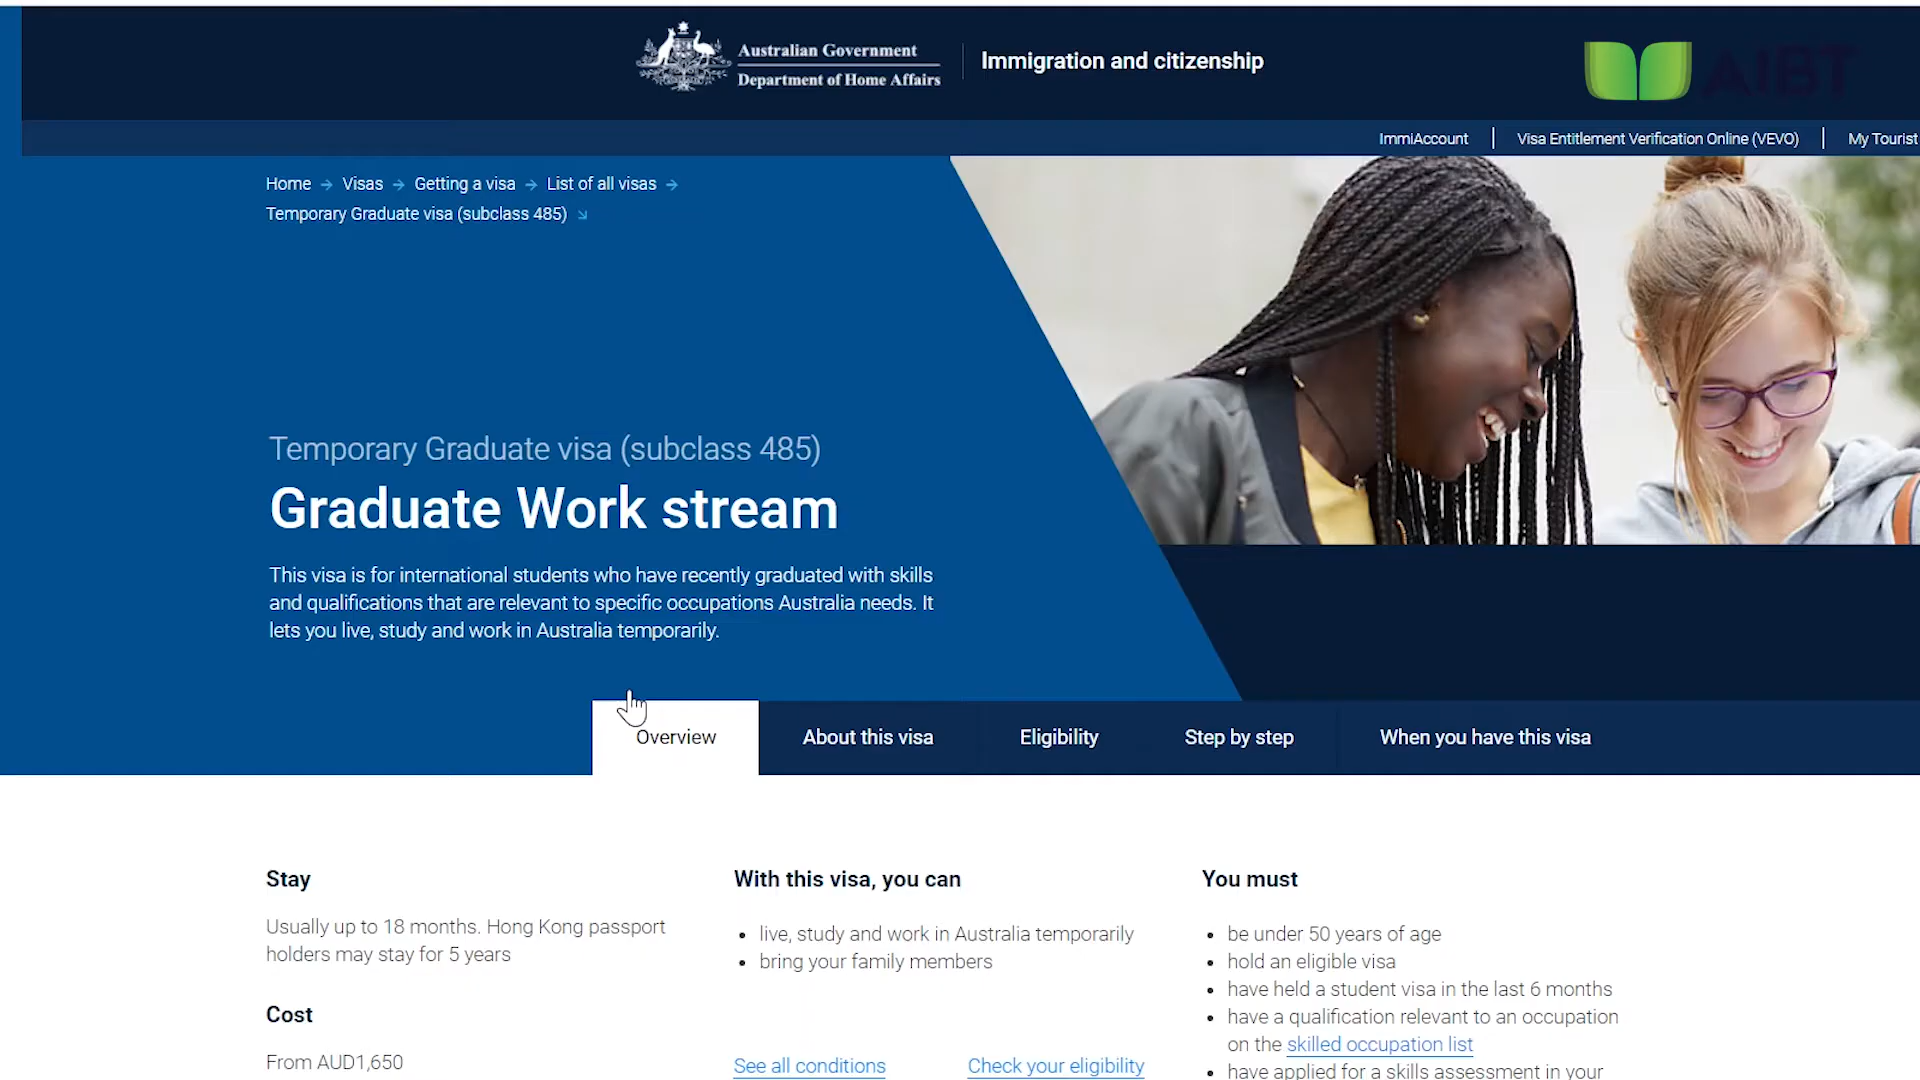 Australian Government
Department of Home Affairs
Immigration and citizenship
AIBT
ImmiAccount
Visa Entitlement Verification Online (VEVO)
My Tourist
Home
Visas
Getting a visa
List of all visas
Temporary Graduate visa (subclass 485)
Temporary Graduate visa (subclass 485)
Graduate Work stream
This visa is for international students who have recently graduated with skills
and qualifications that are relevant to specific occupations Australia needs. It
lets you live, study and work in Australia temporarily.
Overview
About this visa
Eligibility
Step by step
When you have this visa
Stay
Usually up to 18 months. Hong Kong passport
holders may stay for 5 years
Cost
From AUD1,650
With this visa, you can
• live, study and work in Australia temporarily
• bring your family members
See all conditions
Check your eligibility
You must
• be under 50 years of age
• hold an eligible visa
• have held a student visa in the last 6 months
• have a qualification relevant to an occupation
on the skilled occupation list
• have applied for a skills assessment in your